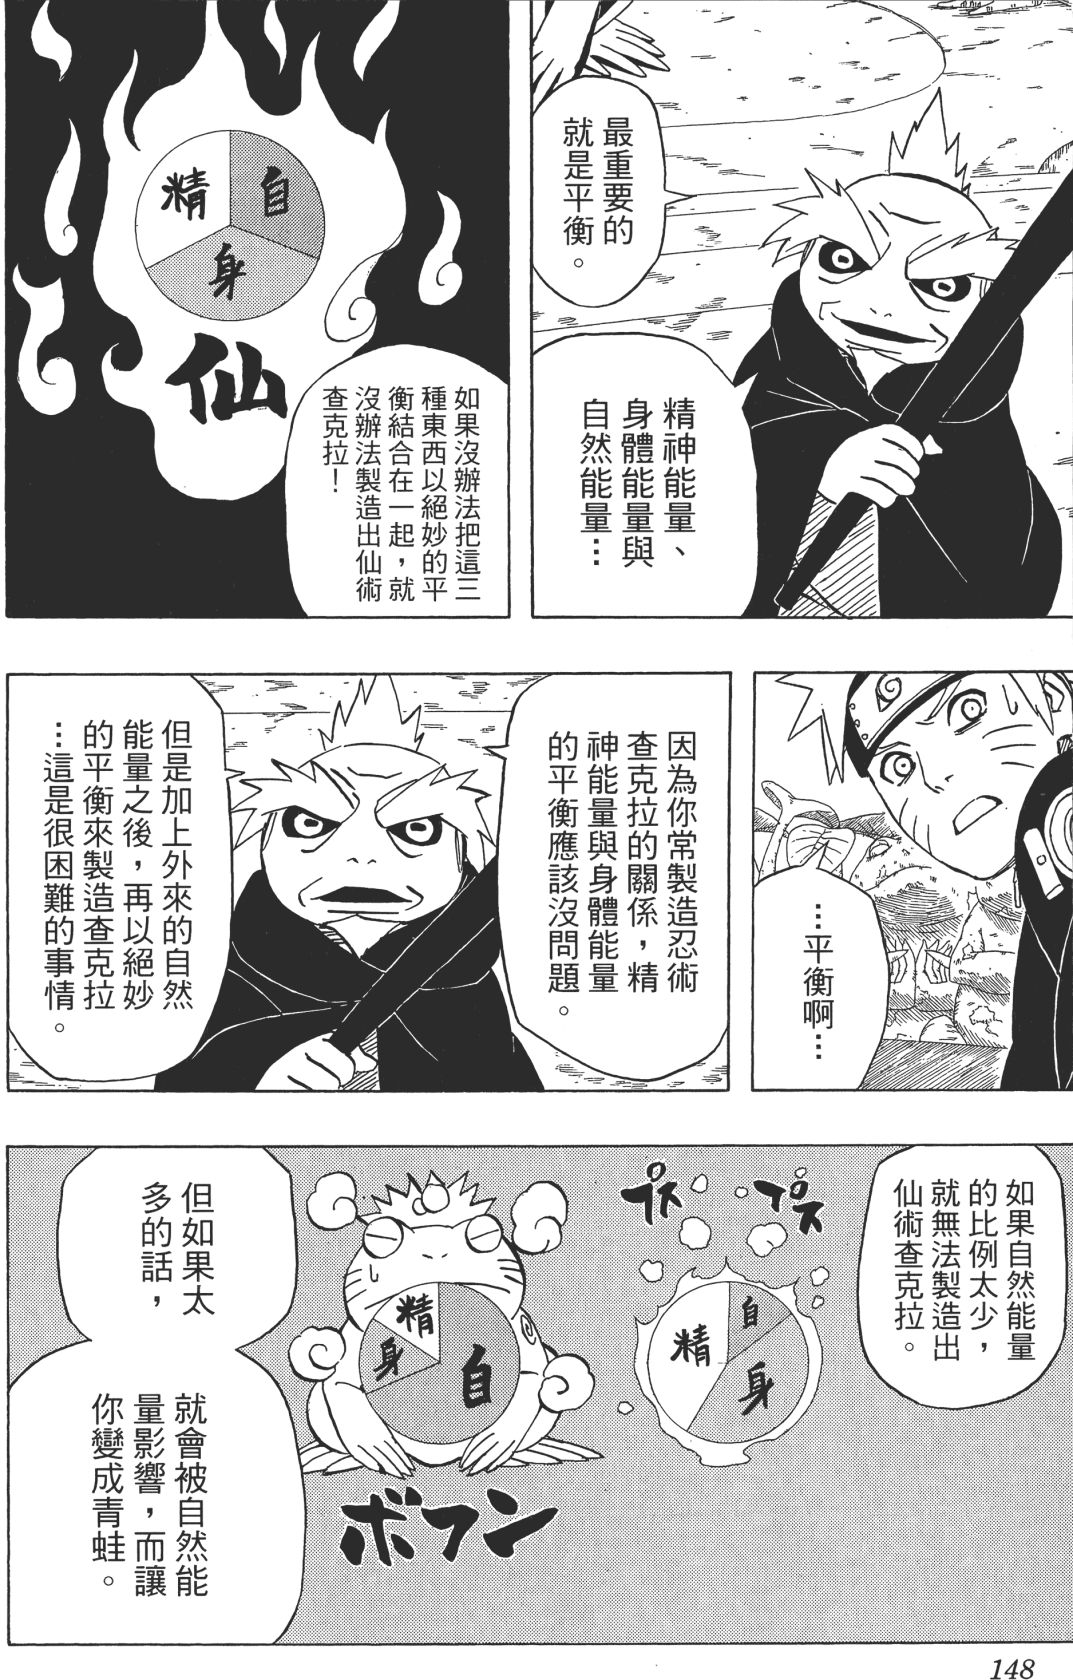 最重要的
就是平衡。
精神能量、
身體能量與
自然能量…
自
精
身
仙
如果沒辦法把這三
種東西以絕妙的平
衡結合在一起，就
沒辦法製造出仙術
查克拉！
…平衡啊…
因為你常製造忍術
查克拉的關係，精
神能量與身體能量
的平衡應該沒問題。
但是加上外來的自然
能量之後，再以絕妙
的平衡來製造查克拉
…這是很困難的事情。
如果自然能量
的比例太少，
就無法製造出
仙術查克拉。
プス
プス
自
精
身
精
身
自
ボフン
但如果太
多的話，
就會被自然能
量影響，而讓
你變成青蛙。
148